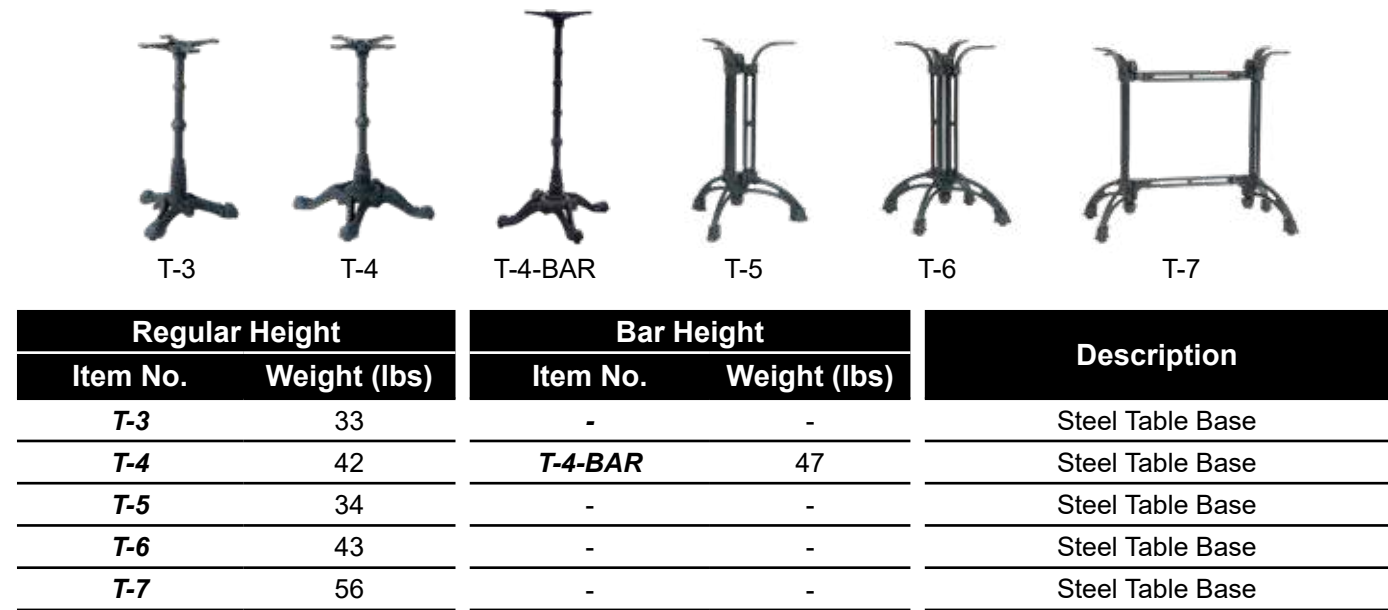 T-3 T-4 T-4-BAR T-5 T-6 T-7
Regular Height Bar Height Description
Item No. Weight (lbs) Item No. Weight (lbs)
T-3 33 - - Steel Table Base
T-4 42 T-4-BAR 47 Steel Table Base
T-5 34 - - Steel Table Base
T-6 43 - - Steel Table Base
T-7 56 - - Steel Table Base